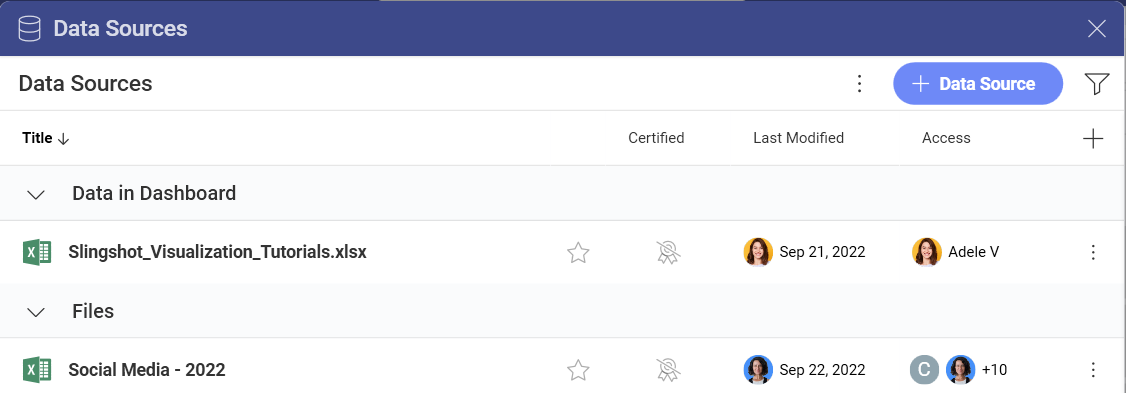 Data Sources
Data Sources
Data Source
Title Certified Last Modified Access
Data in Dashboard
Slingshot_Visualization_Tutorials.xlsx Sep 21, 2022 Adele V
Files
Social Media - 2022 Sep 22, 2022 C +10